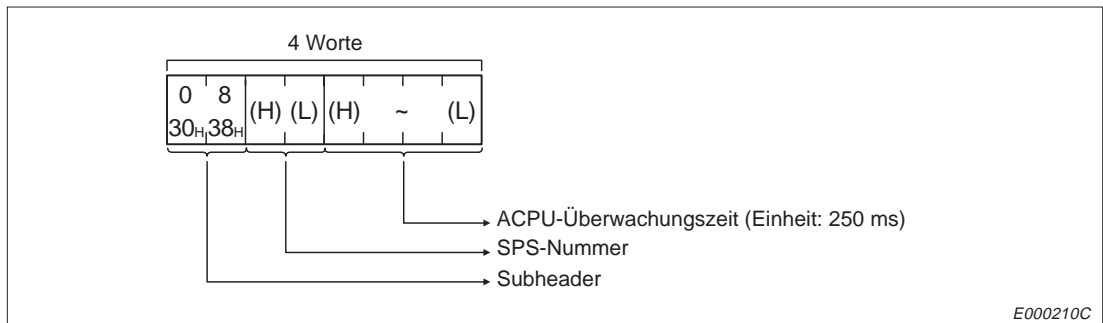 4 Worte
0 8 (H) (L) (H) ~ (L)
30H 38H
ACPU-Überwachungszeit (Einheit: 250 ms)
SPS-Nummer
Subheader
E000210C